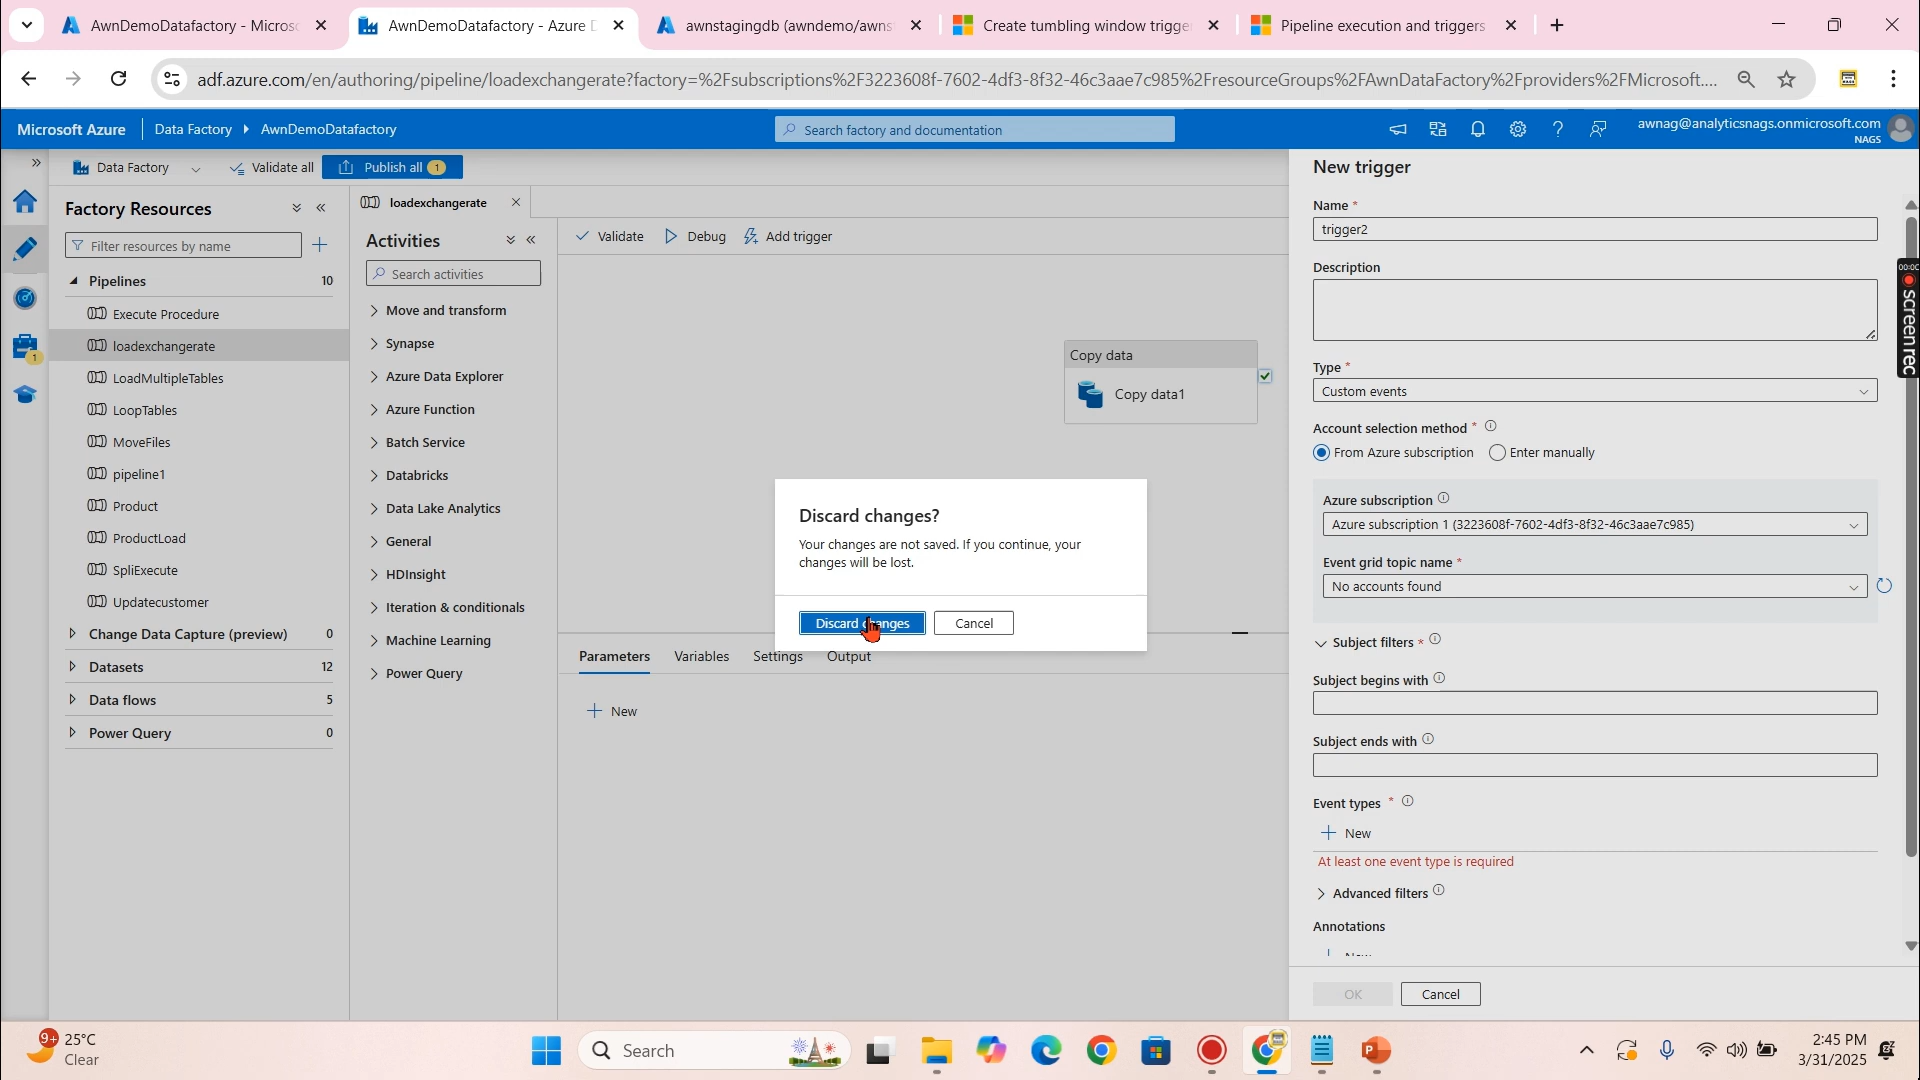 AwnDemoDatafactory - Micros
AwnDemoDatafactory - Azure D
awnstagingdb (awndemo/awns
Create tumbling window trigge
Pipeline execution and triggers
adf.azure.com/en/authoring/pipeline/loadexchangerate?factory=%2Fsubscriptions%2F3223608f-7602-4df3-8f32-46c3aae7c985%2FresourceGroups%2FAwnDataFactory%2Fproviders%2FMicrosoft....
Microsoft Azure
Data Factory
AwnDemoDatafactory
Search factory and documentation
awnag@analyticsnags.onmicrosoft.com
NAGS
Data Factory
Validate all
Publish all 1
Factory Resources
Filter resources by name
Pipelines 10
Execute Procedure
loadexchangerate
LoadMultipleTables
LoopTables
MoveFiles
pipeline1
Product
ProductLoad
SpliExecute
Updatecustomer
Change Data Capture (preview) 0
Datasets 12
Data flows 5
Power Query 0
1
loadexchangerate
Activities
Search activities
Move and transform
Synapse
Azure Data Explorer
Azure Function
Batch Service
Databricks
Data Lake Analytics
General
HDInsight
Iteration & conditionals
Machine Learning
Power Query
Validate
Debug
Add trigger
Copy data
Copy data1
Discard changes?
Your changes are not saved. If you continue, your
changes will be lost.
Discard changes
Cancel
Parameters
Variables
Settings
Output
New
New trigger
Name *
trigger2
Description
Type *
Custom events
Account selection method *
From Azure subscription
Enter manually
Azure subscription
Azure subscription 1 (3223608f-7602-4df3-8f32-46c3aae7c985)
Event grid topic name *
No accounts found
Subject filters *
Subject begins with
Subject ends with
Event types *
New
At least one event type is required
Advanced filters
Annotations
New
OK
Cancel
screen rec
9+
25°C
Clear
Search
2:45 PM
3/31/2025